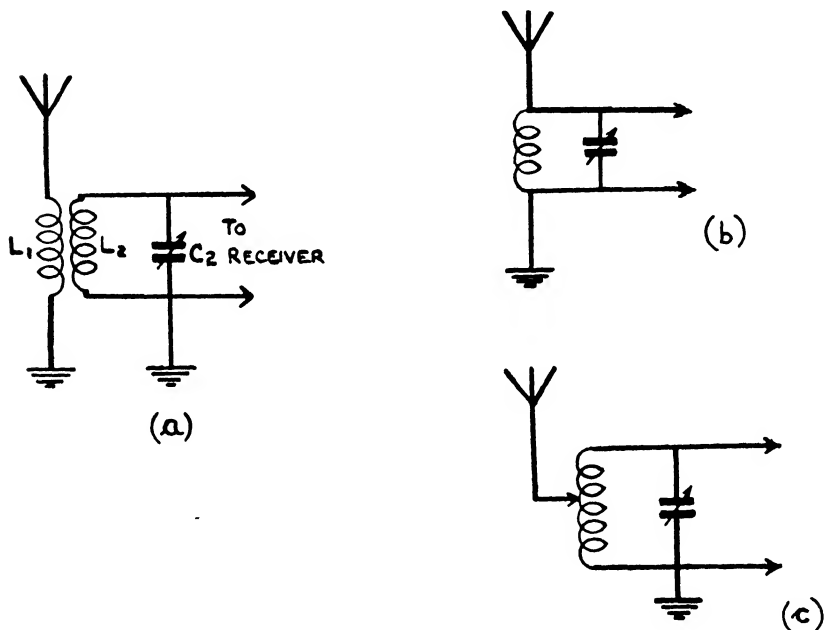 L₁
L₂
C₂
TO
RECEIVER
(a)
(b)
(c)